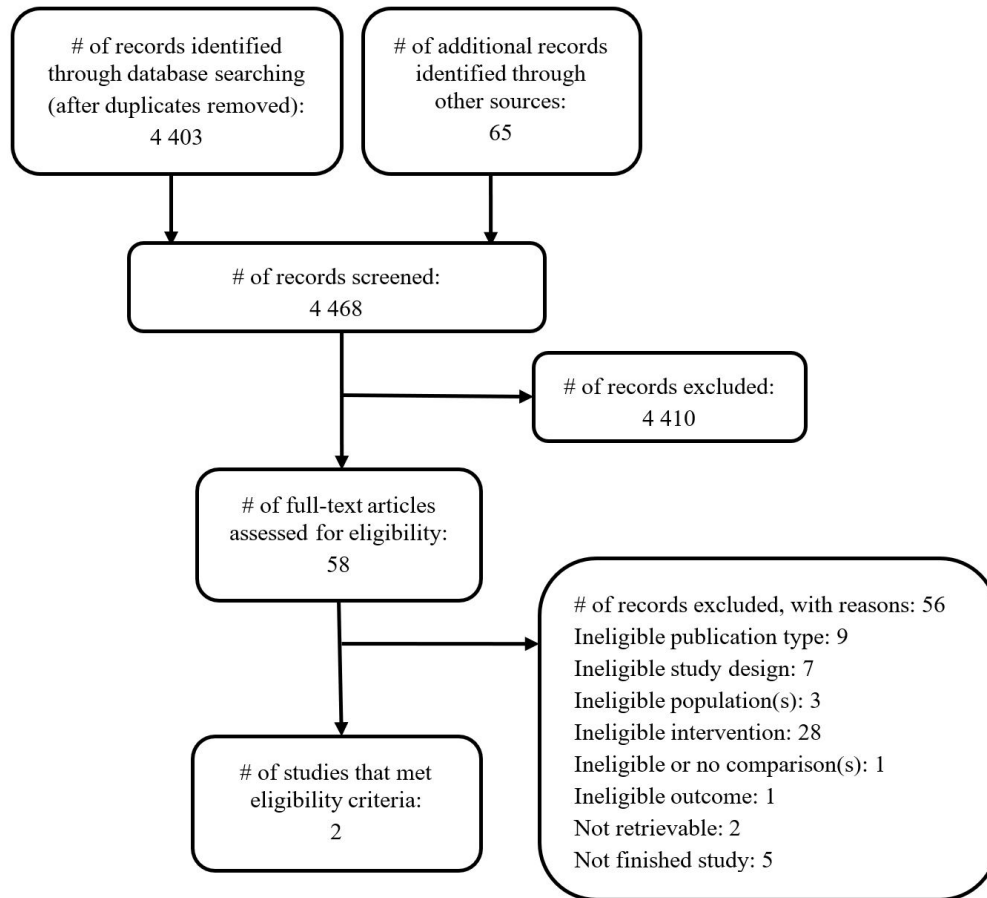 # of records identified
through database searching
(after duplicates removed):
4 403
# of additional records
identified through
other sources:
65
# of records screened:
4 468
# of records excluded:
4 410
# of full-text articles
assessed for eligibility:
58
# of records excluded, with reasons: 56
Ineligible publication type: 9
Ineligible study design: 7
Ineligible population(s): 3
Ineligible intervention: 28
Ineligible or no comparison(s): 1
Ineligible outcome: 1
Not retrievable: 2
Not finished study: 5
# of studies that met
eligibility criteria:
2